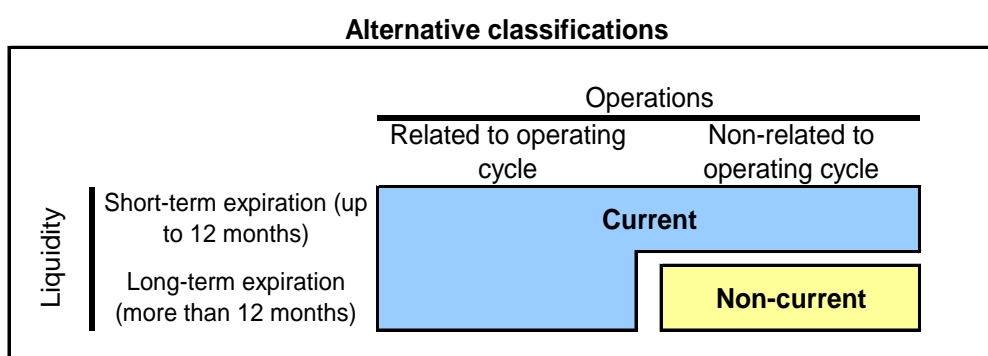 Alternative classifications
Operations
Related to operating
cycle
Non-related to
operating cycle
Liquidity
Short-term expiration (up
to 12 months)
Current
Long-term expiration
(more than 12 months)
Non-current